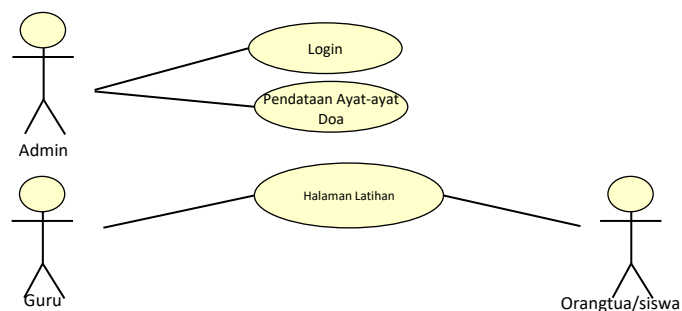 Login
Pendataan Ayat-ayat
Doa
Admin
Halaman Latihan
Guru
Orangtua/siswa